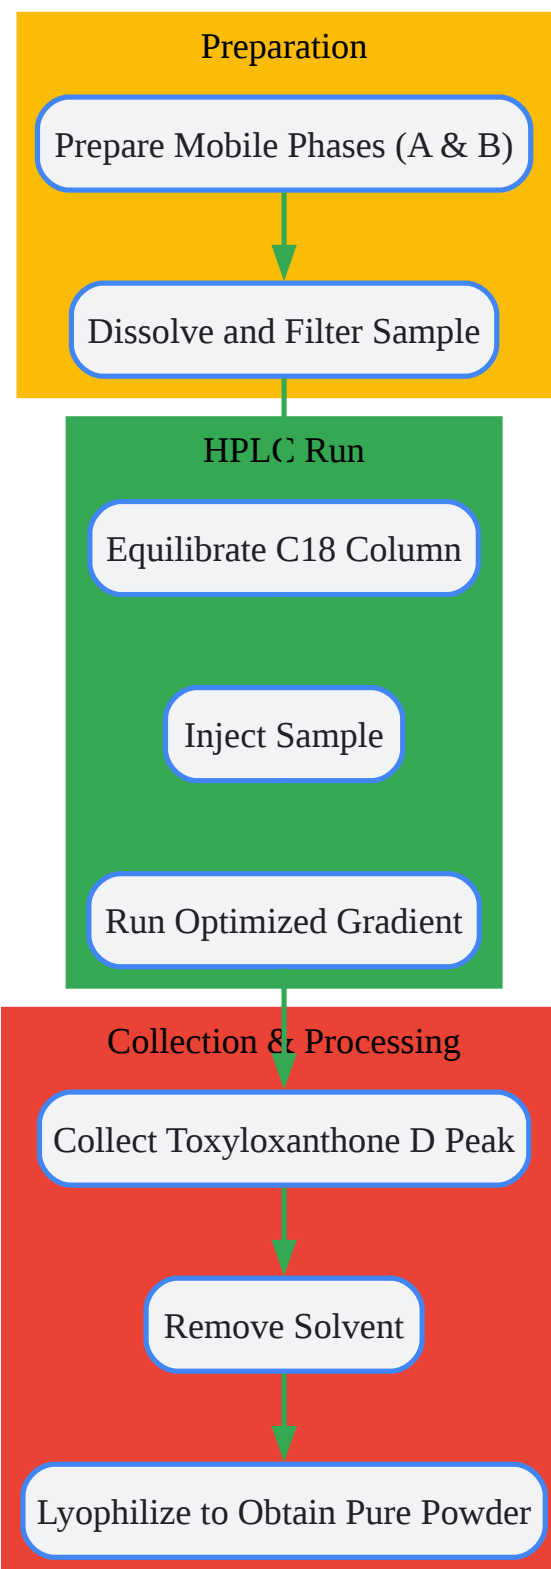 Preparation
Prepare Mobile Phases (A & B)
Dissolve and Filter Sample
HPLC Run
Equilibrate C18 Column
Inject Sample
Run Optimized Gradient
Collection & Processing
Collect Toxyloxanthone D Peak
Remove Solvent
Lyophilize to Obtain Pure Powder